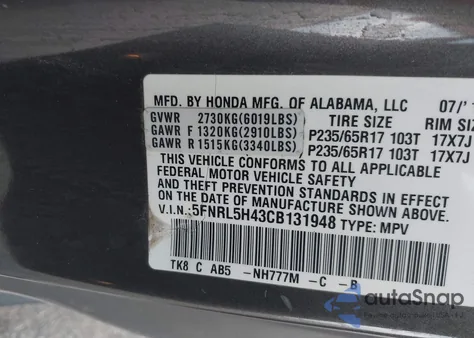 MFD. BY HONDA MFG. OF ALABAMA, LLC 07/'
GVWR 2730KG(6019LBS) TIRE SIZE RIM SIZ
GAWR F 1320KG(2910LBS) P235/65R17 103T 17X7J
GAWR R 1515KG(3340LBS) P235/65R17 103T 17X7J
THIS VEHICLE CONFORMS TO ALL APPLICABLE
FEDERAL MOTOR VEHICLE SAFETY
AND THEFT PREVENTION STANDARDS IN EFFECT
ON THE DATE OF MANUFACTURE SHOWN ABOVE.
V.I.N.:5FNRL5H43CB131948 TYPE: MPV
TK8 C AB5 -NH777M -C -B
autoSnap